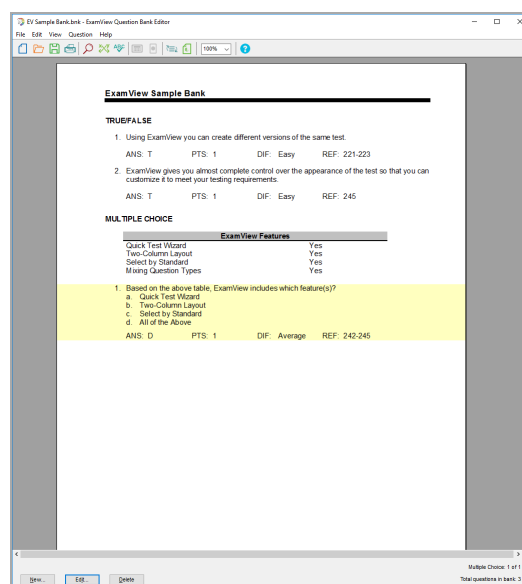 EV Sample Bank.bnk - ExamView Question Bank Editor
File Edit View Question Help
100%
ExamView Sample Bank
TRUE/FALSE
1. Using ExamView you can create different versions of the same test.
ANS: T PTS: 1 DIF: Easy REF: 221-223
2. ExamView gives you almost complete control over the appearance of the test so that you can
customize it to meet your testing requirements.
ANS: T PTS: 1 DIF: Easy REF: 245
MULTIPLE CHOICE
ExamView Features
Quick Test Wizard Yes
Two-Column Layout Yes
Select by Standard Yes
Mixing Question Types Yes
1. Based on the above table, ExamView includes which feature(s)?
a. Quick Test Wizard
b. Two-Column Layout
c. Select by Standard
d. All of the Above
ANS: D PTS: 1 DIF: Average REF: 242-245
Multiple Choice: 1 of 1
New... Edit... Delete Total questions in bank: 3